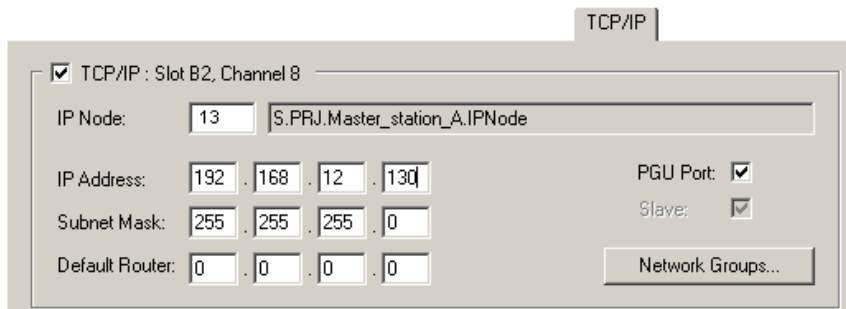 TCP/IP
TCP/IP : Slot B2, Channel 8
IP Node: 13 S.PRJ.Master_station_A.IPNode
IP Address: 192 . 168 . 12 . 130 PGU Port:
Subnet Mask: 255 . 255 . 255 . 0 Slave:
Default Router: 0 . 0 . 0 . 0 Network Groups...